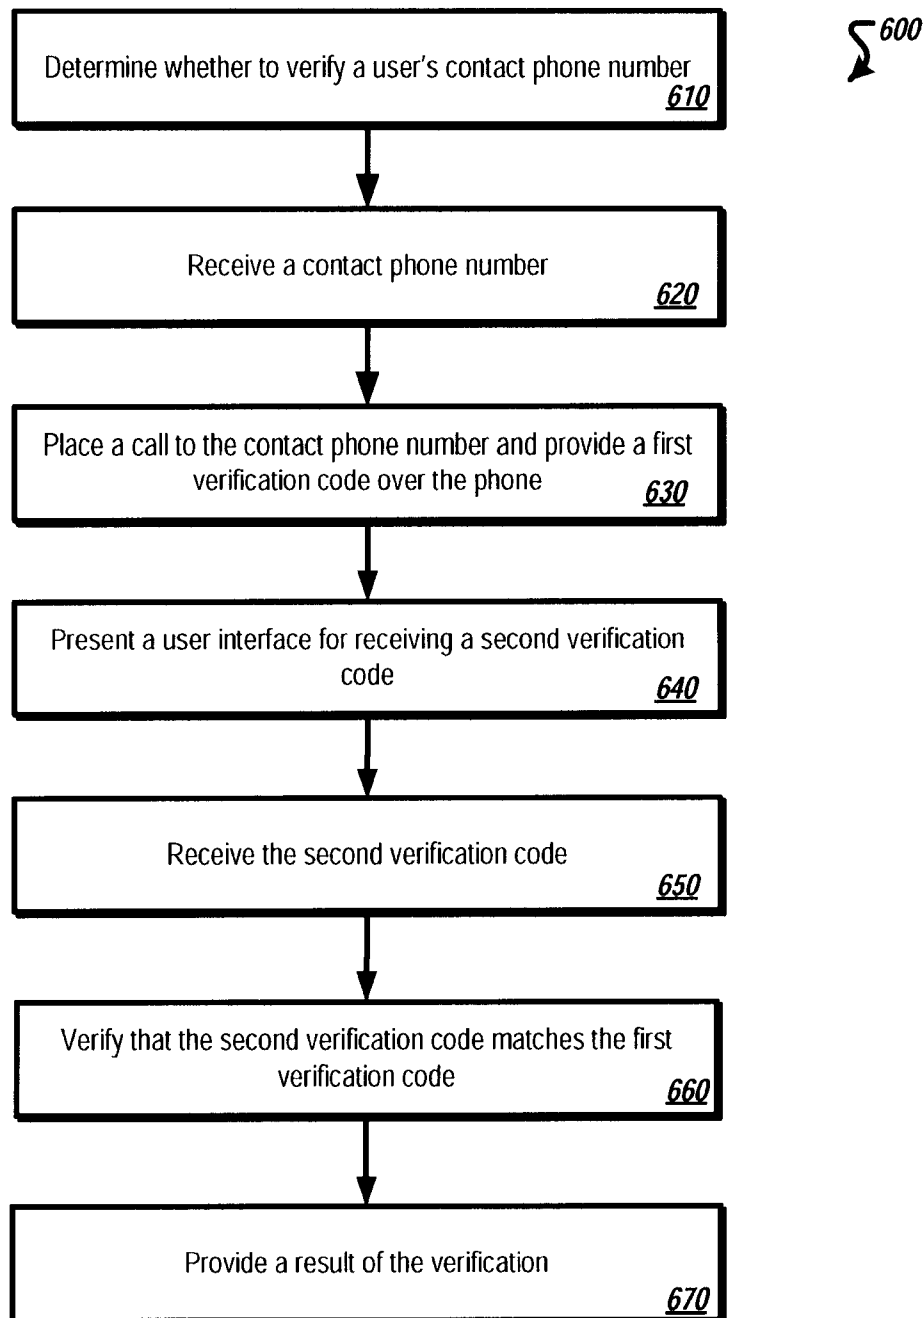 600
Determine whether to verify a user's contact phone number
610
Receive a contact phone number
620
Place a call to the contact phone number and provide a first
verification code over the phone
630
Present a user interface for receiving a second verification
code
640
Receive the second verification code
650
Verify that the second verification code matches the first
verification code
660
Provide a result of the verification
670